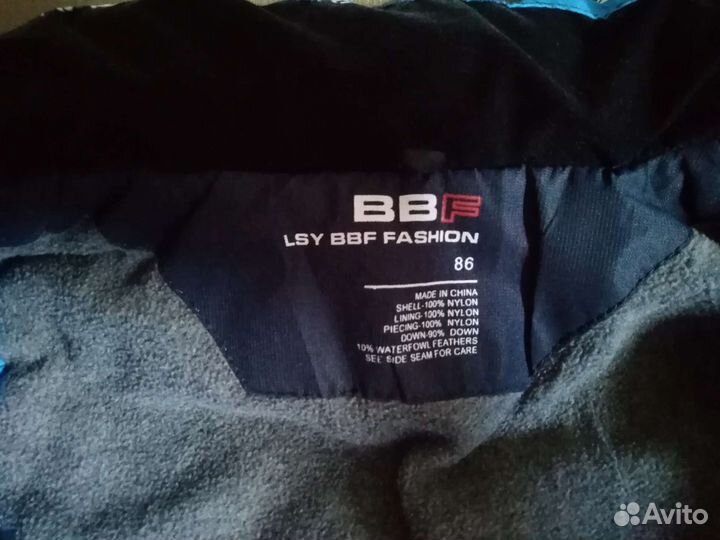 BBF
LSY BBF FASHION
86
MADE IN CHINA
SHELL-100% NYLON
LINING-100% NYLON
PIECING-100% NYLON
DOWN-90% DOWN
10% WATERFOWL FEATHERS
SEE SIDE SEAM FOR CARE
Avito